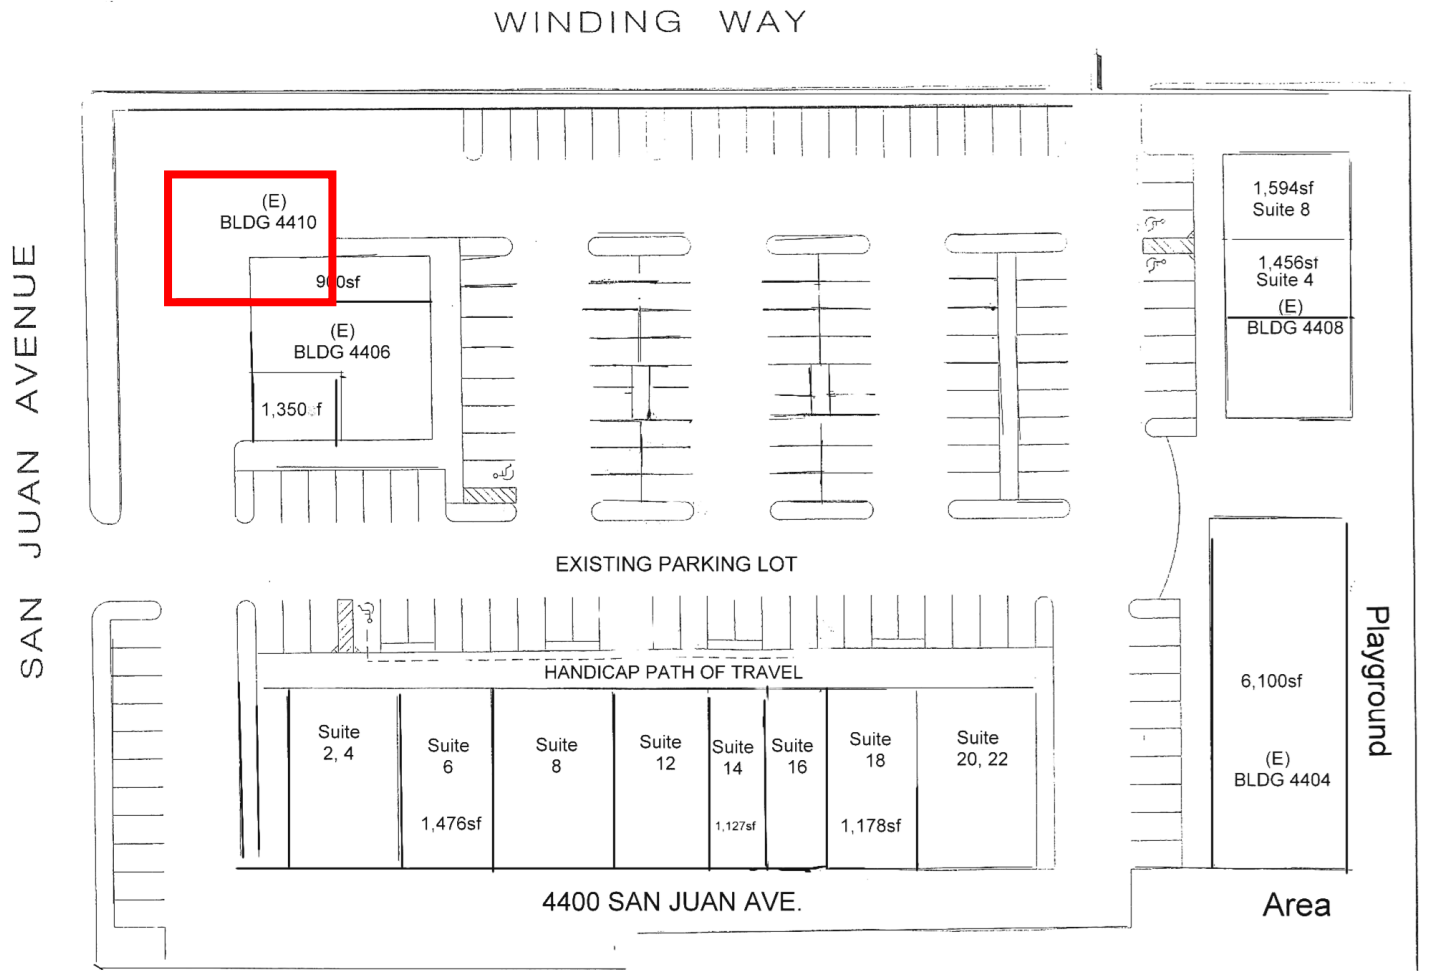 WINDING WAY
SAN JUAN AVENUE
(E)
BLDG 4410
900sf
(E)
BLDG 4406
1,350sf
1,594sf
Suite 8
1,456sf
Suite 4
(E)
BLDG 4408
EXISTING PARKING LOT
HANDICAP PATH OF TRAVEL
Suite
2, 4
Suite
6
1,476sf
Suite
8
Suite
12
Suite
14
1,127sf
Suite
16
Suite
18
1,178sf
Suite
20, 22
6,100sf
(E)
BLDG 4404
Playground
Area
4400 SAN JUAN AVE.